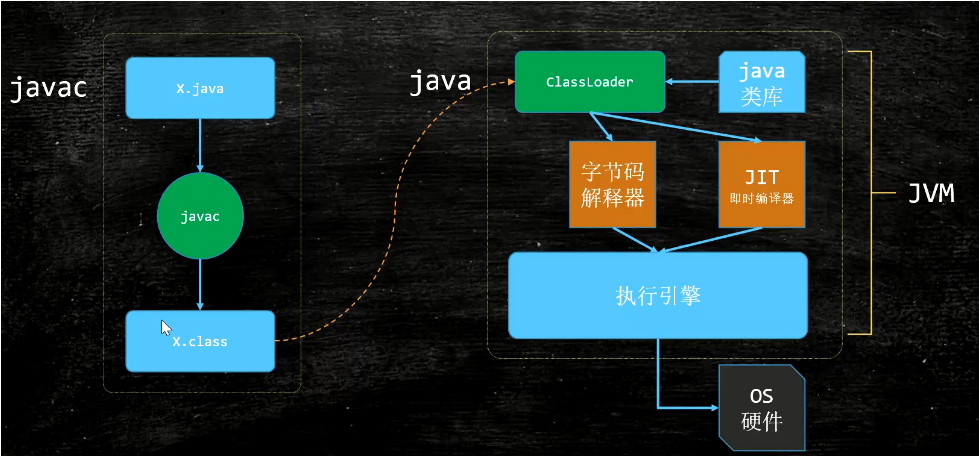 javac
X.java
javac
X.class
java
ClassLoader
java
类库
字节码
解释器
JIT
即时编译器
执行引擎
JVM
OS
硬件